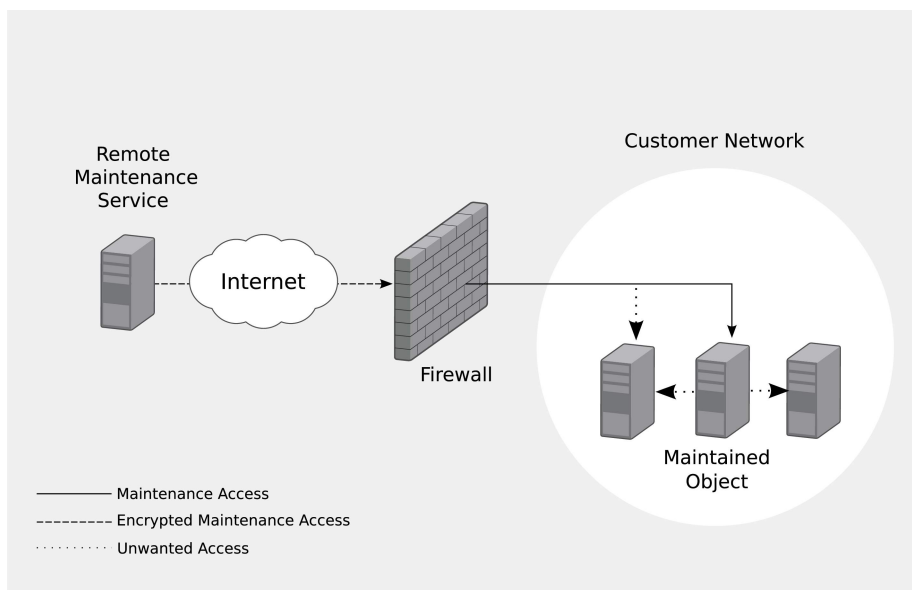 Customer Network
Remote
Maintenance
Service
Internet
Firewall
Maintained
Object
Maintenance Access
Encrypted Maintenance Access
Unwanted Access